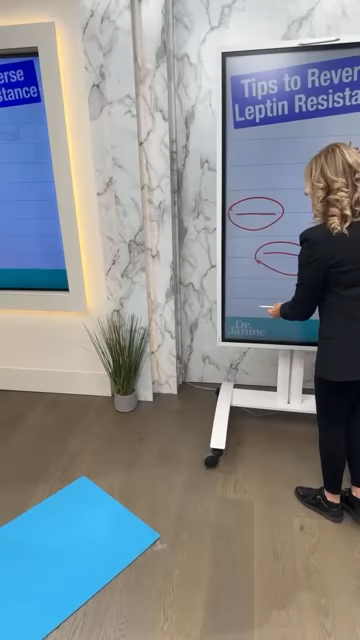 erse
stance
Tips to Rever
Leptin Resista
Dr.
Janine